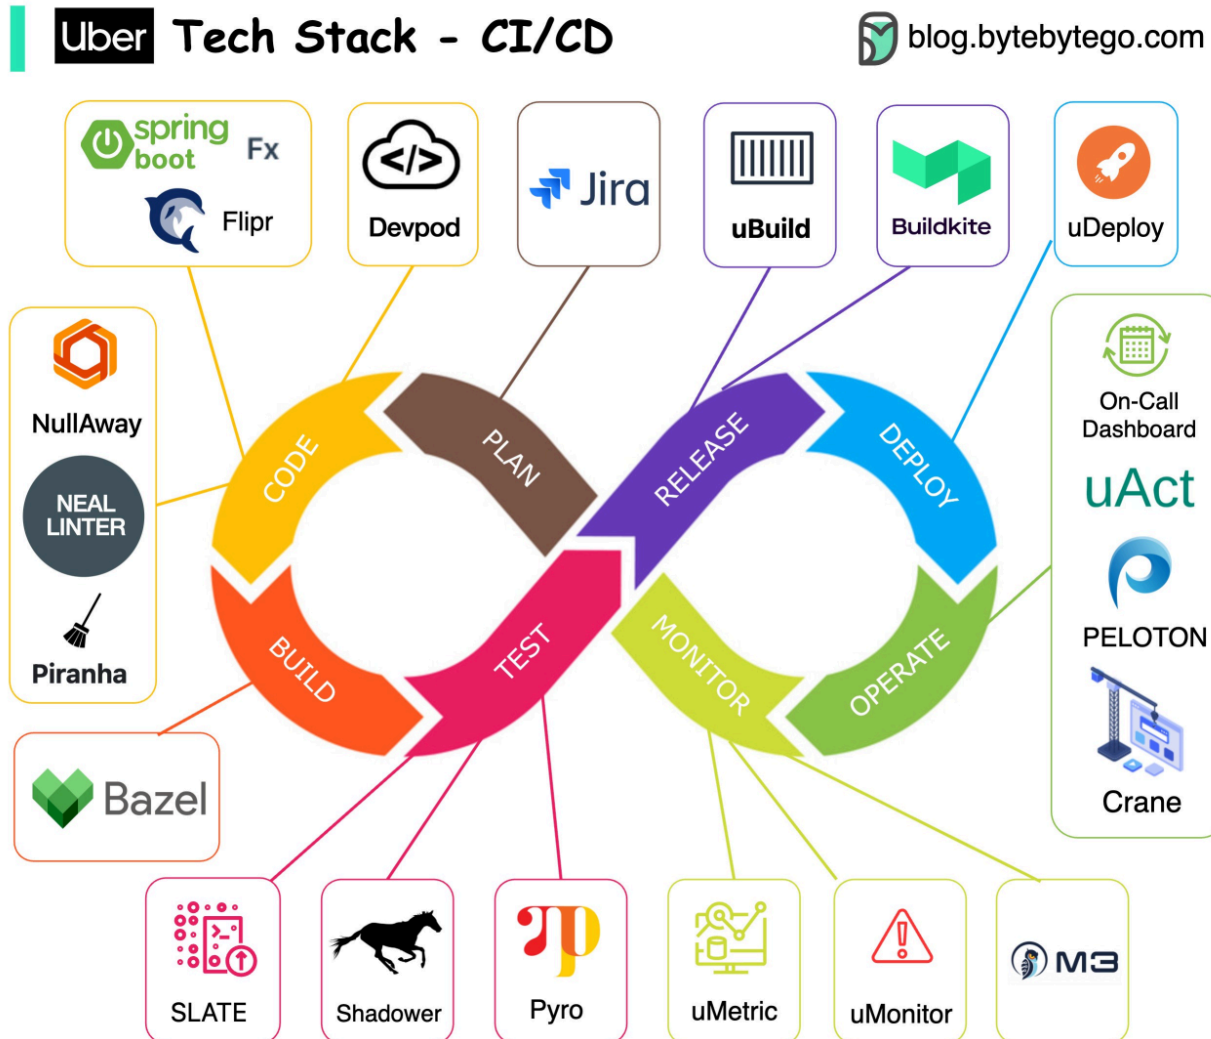 Uber Tech Stack - CI/CD
blog.bytebytego.com
spring
boot
Fx
Flipr
Devpod
Jira
uBuild
Buildkite
uDeploy
NullAway
NEAL
LINTER
Piranha
CODE
PLAN
RELEASE
DEPLOY
BUILD
TEST
MONITOR
OPERATE
On-Call
Dashboard
uAct
PELOTON
Crane
Bazel
SLATE
Shadower
Pyro
uMetric
uMonitor
M3